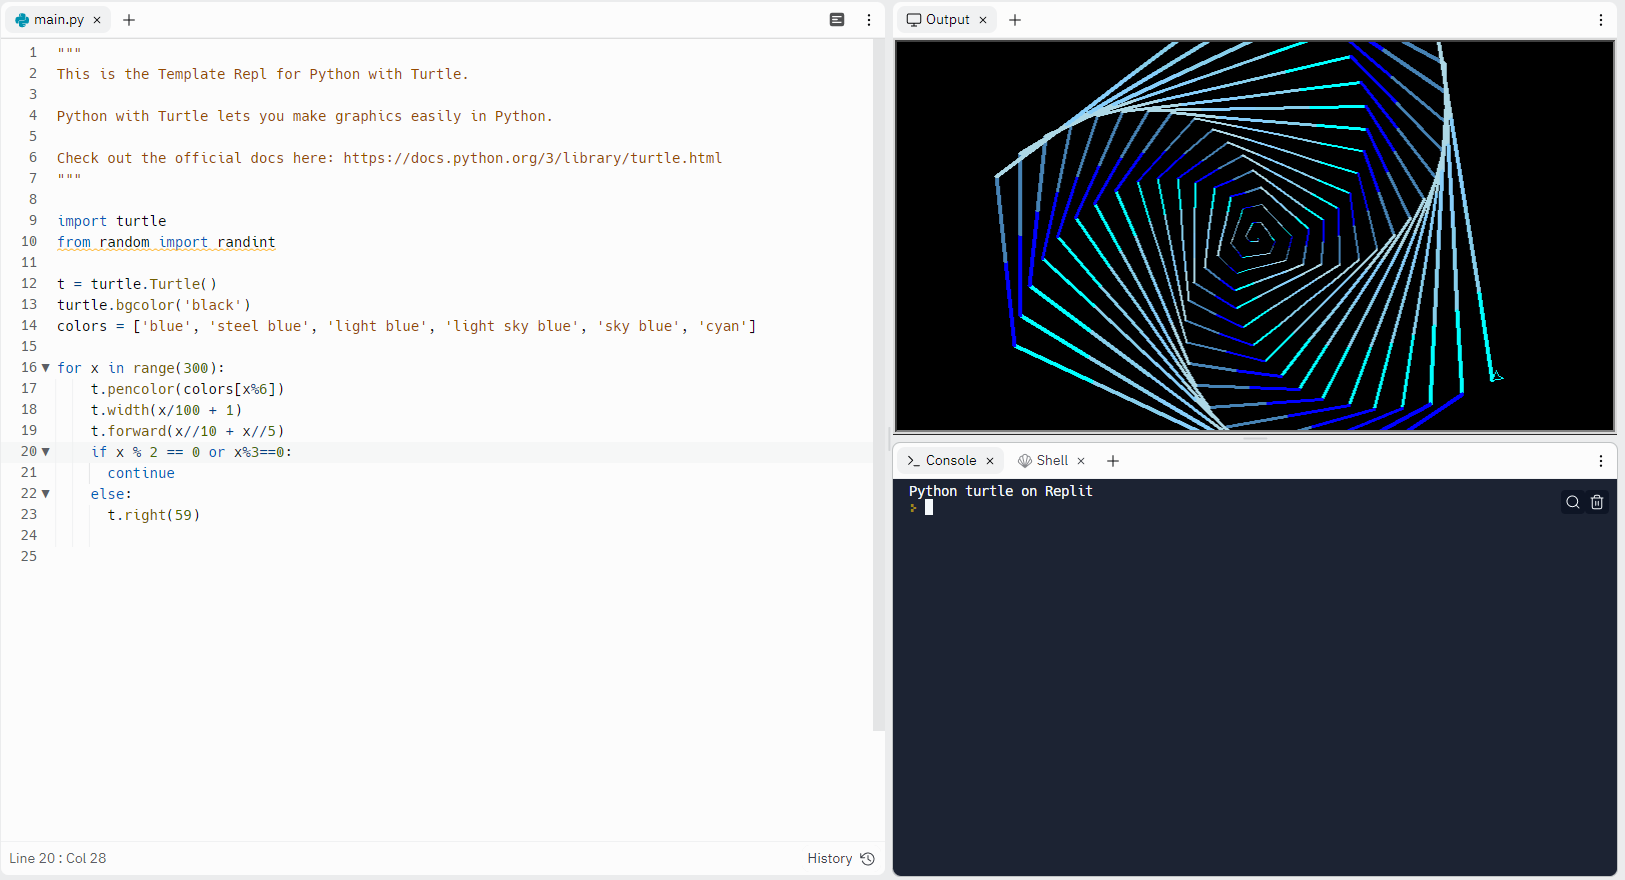 main.py
1 """
2 This is the Template Repl for Python with Turtle.
3
4 Python with Turtle lets you make graphics easily in Python.
5
6 Check out the official docs here: https://docs.python.org/3/library/turtle.html
7 """
8
9 import turtle
10 from random import randint
11
12 t = turtle.Turtle()
13 turtle.bgcolor('black')
14 colors = ['blue', 'steel blue', 'light blue', 'light sky blue', 'sky blue', 'cyan']
15
16 for x in range(300):
17     t.pencolor(colors[x%6])
18     t.width(x/100 + 1)
19     t.forward(x//10 + x//5)
20     if x % 2 == 0 or x%3==0:
21       continue
22     else:
23       t.right(59)
24
25
Line 20 : Col 28
History
Output
Console
Shell
Python turtle on Replit